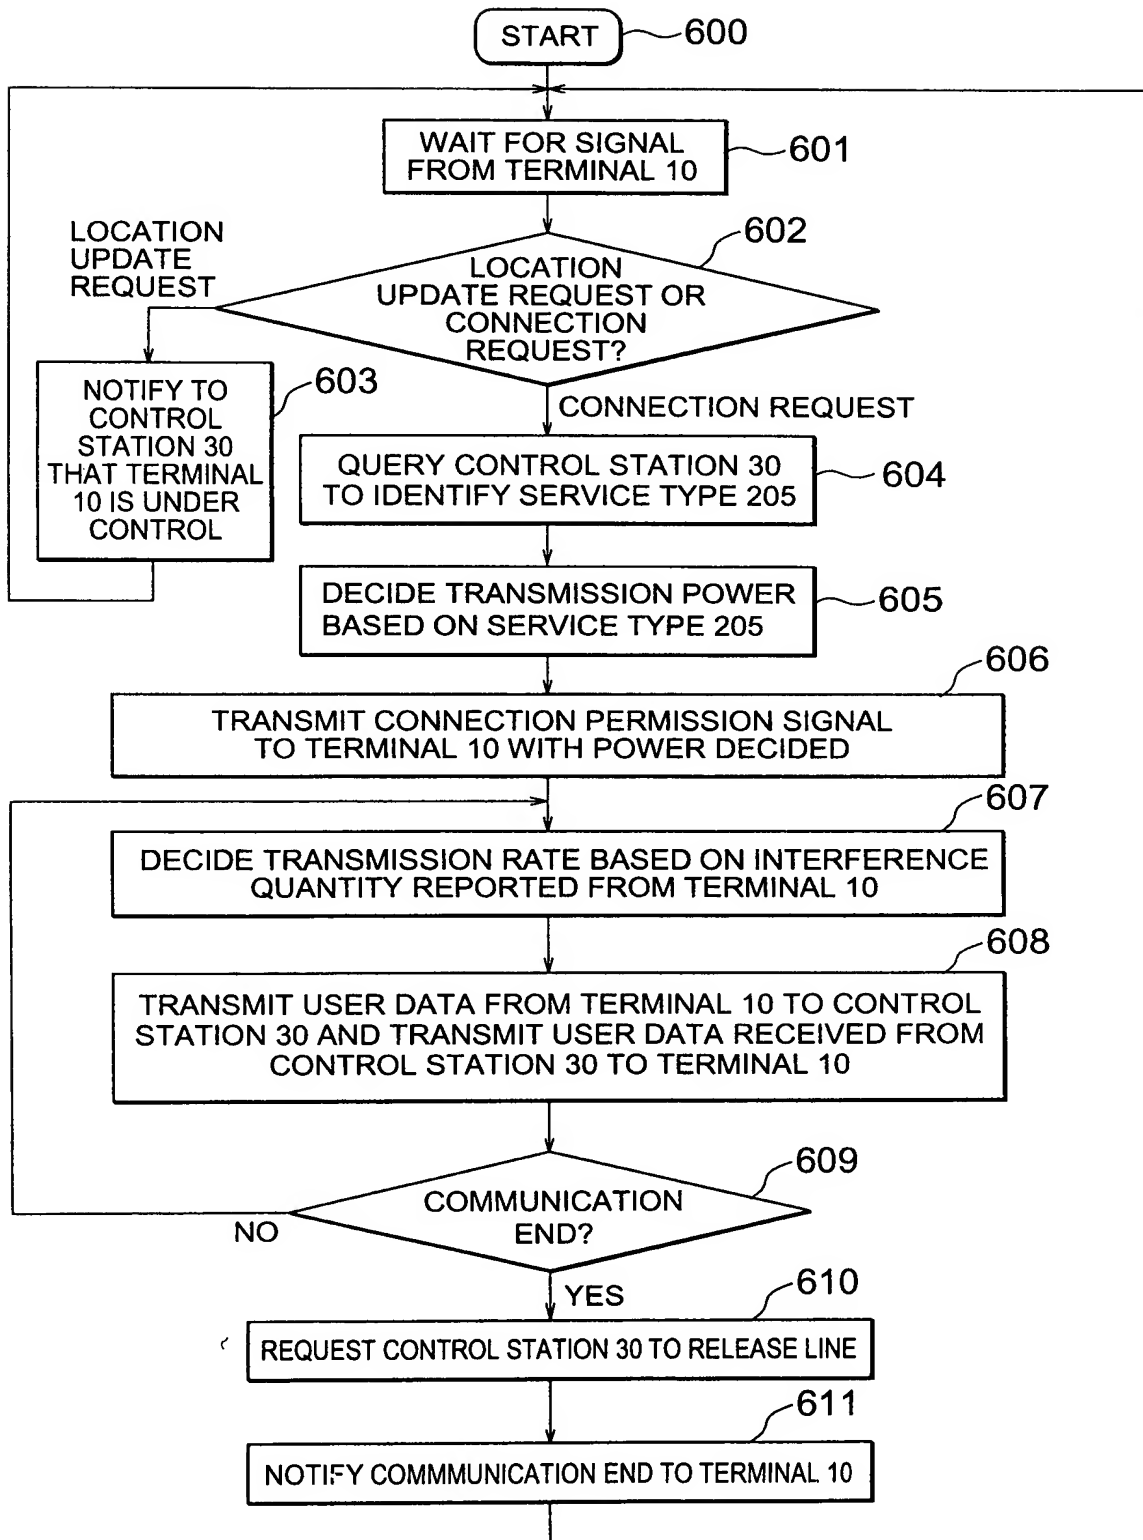 START
600
WAIT FOR SIGNAL
FROM TERMINAL 10
601
LOCATION
UPDATE
REQUEST
602
LOCATION
UPDATE REQUEST OR
CONNECTION
REQUEST?
NOTIFY TO
CONTROL
STATION 30
THAT TERMINAL
10 IS UNDER
CONTROL
603
CONNECTION REQUEST
QUERY CONTROL STATION 30
TO IDENTIFY SERVICE TYPE 205
604
DECIDE TRANSMISSION POWER
BASED ON SERVICE TYPE 205
605
606
TRANSMIT CONNECTION PERMISSION SIGNAL
TO TERMINAL 10 WITH POWER DECIDED
607
DECIDE TRANSMISSION RATE BASED ON INTERFERENCE
QUANTITY REPORTED FROM TERMINAL 10
608
TRANSMIT USER DATA FROM TERMINAL 10 TO CONTROL
STATION 30 AND TRANSMIT USER DATA RECEIVED FROM
CONTROL STATION 30 TO TERMINAL 10
609
COMMUNICATION
END?
NO
YES
610
REQUEST CONTROL STATION 30 TO RELEASE LINE
611
NOTIFY COMMMUNICATION END TO TERMINAL 10